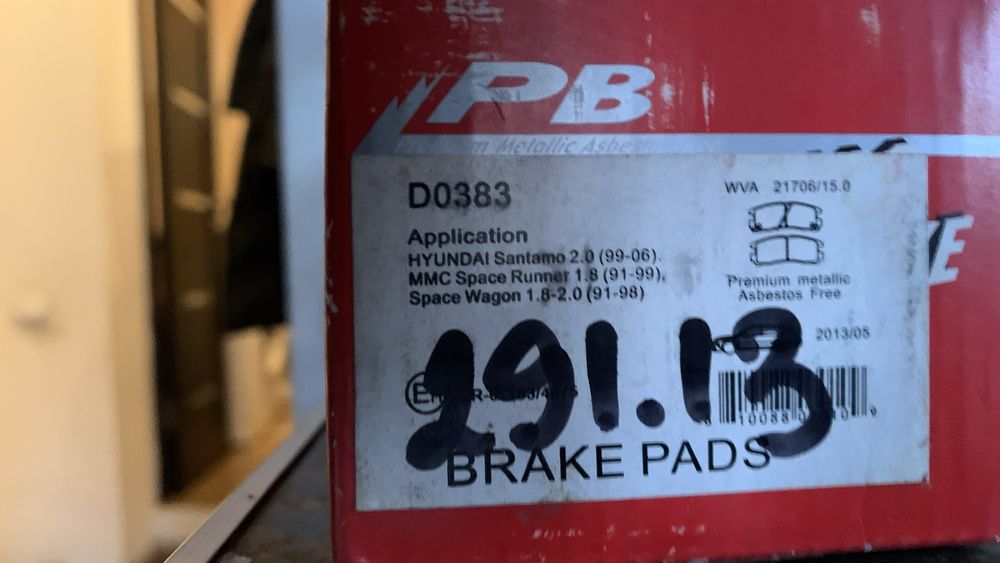 PB
Metallic Asbest
D0383
WVA 21706/15.0
Application
HYUNDAI Santamo 2.0 (99-06).
MMC Space Runner 1.8 (91-99),
Space Wagon 1.8-2.0 (91-98)
Premium metallic
Asbestos Free
2013/05
291.13
BRAKE PADS